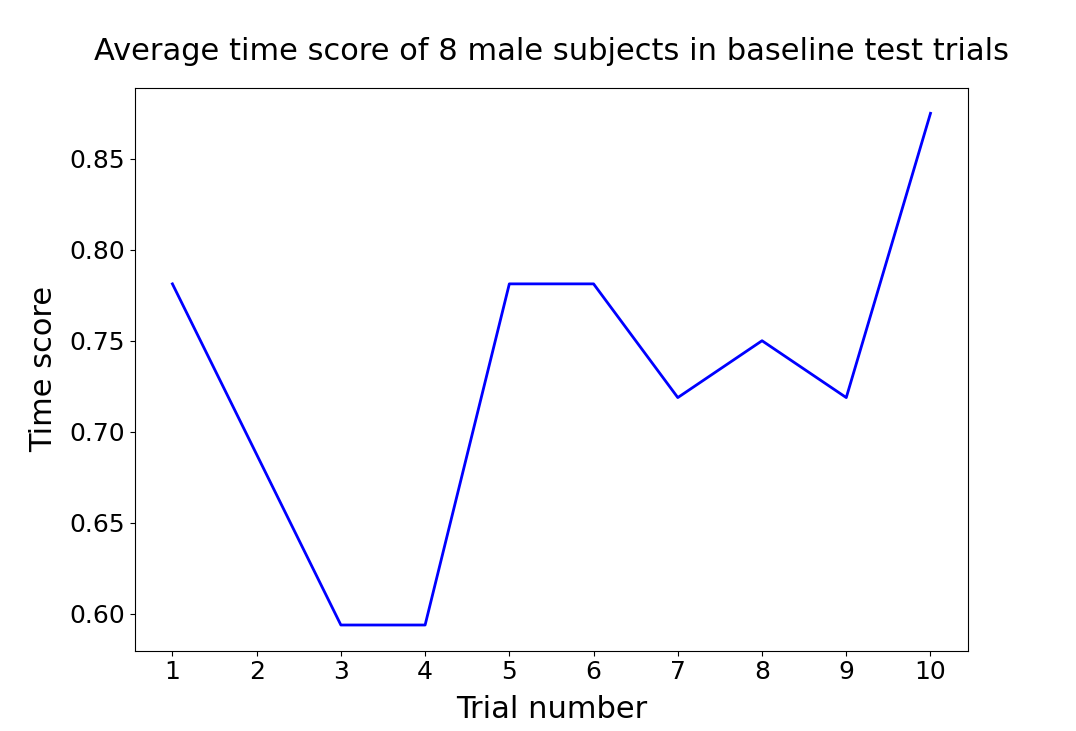 Average time score of 8 male subjects in baseline test trials
Time score
0.85
0.80
0.75
0.70
0.65
0.60
1 2 3 4 5 6 7 8 9 10
Trial number